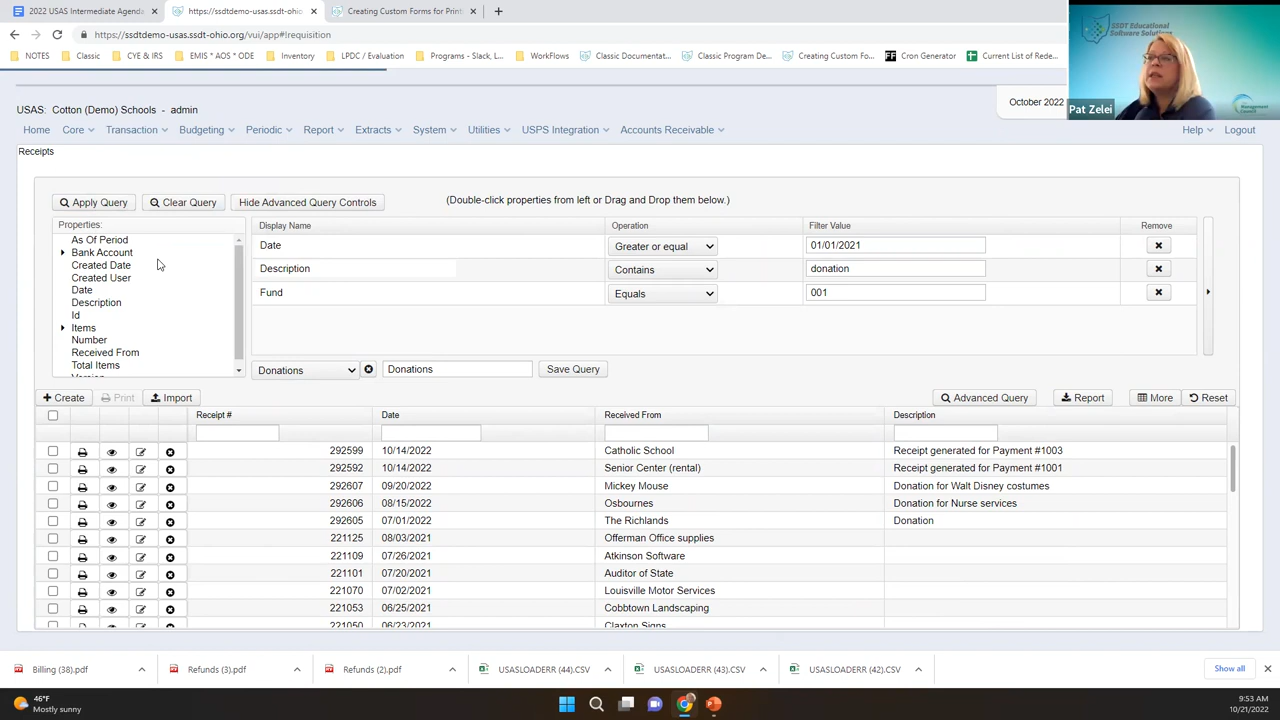 2022 USAS Intermediate Agenda
https://ssdtdemo-usas.ssdt-ohio
Creating Custom Forms for Print
https://ssdtdemo-usas.ssdt-ohio.org/vui/app#!requisition
NOTES Classic CYE & IRS EMIS * AOS * ODE Inventory LPDC / Evaluation Programs - Slack, L... WorkFlows Classic Documentat... Classic Program De... Creating Custom Fo... Cron Generator Current List of Rede...
SSDT Educational
Software Solutions
Management
Council
Pat Zelei
USAS: Cotton (Demo) Schools - admin
October 2022
Home Core Transaction Budgeting Periodic Report Extracts System Utilities USPS Integration Accounts Receivable Help Logout
Receipts
Apply Query Clear Query Hide Advanced Query Controls (Double-click properties from left or Drag and Drop them below.)
Properties:
As Of Period
Bank Account
Created Date
Created User
Date
Description
Id
Items
Number
Received From
Total Items
Version
Display Name Operation Filter Value Remove
Date Greater or equal 01/01/2021
Description Contains donation
Fund Equals 001
Donations Donations Save Query
Create Print Import Advanced Query Report More Reset
Receipt # Date Received From Description
292599 10/14/2022 Catholic School Receipt generated for Payment #1003
292592 10/14/2022 Senior Center (rental) Receipt generated for Payment #1001
292607 09/20/2022 Mickey Mouse Donation for Walt Disney costumes
292606 08/15/2022 Osbournes Donation for Nurse services
292605 07/01/2022 The Richlands Donation
221125 08/03/2021 Offerman Office supplies
221109 07/26/2021 Atkinson Software
221101 07/20/2021 Auditor of State
221070 07/02/2021 Louisville Motor Services
221053 06/25/2021 Cobbtown Landscaping
221050 06/23/2021 Claxton Signs
Billing (38).pdf Refunds (3).pdf Refunds (2).pdf USASLOADERR (44).CSV USASLOADERR (43).CSV USASLOADERR (42).CSV Show all
46°F
Mostly sunny
9:53 AM
10/21/2022